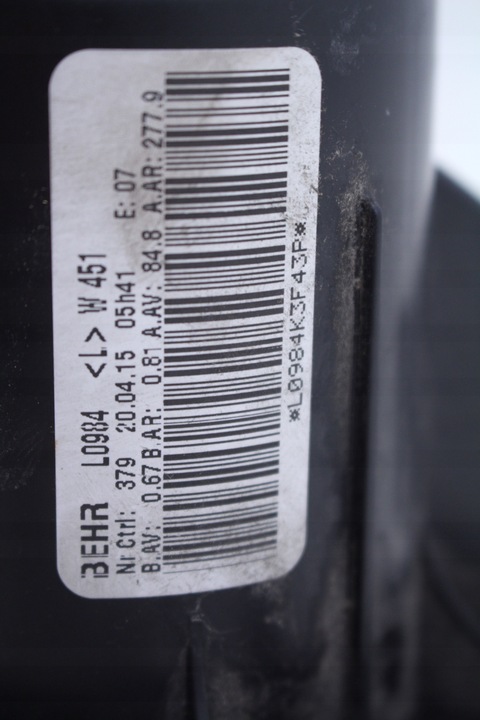 BEHR L0984 <L> W 451
Nr Ctrl: 379 20.04.15 05h41 E: 07
B.AV: 0.67 B.AR: 0.81 A.AV: 84.8 A.AR: 277.9
*L0984K3F43P*